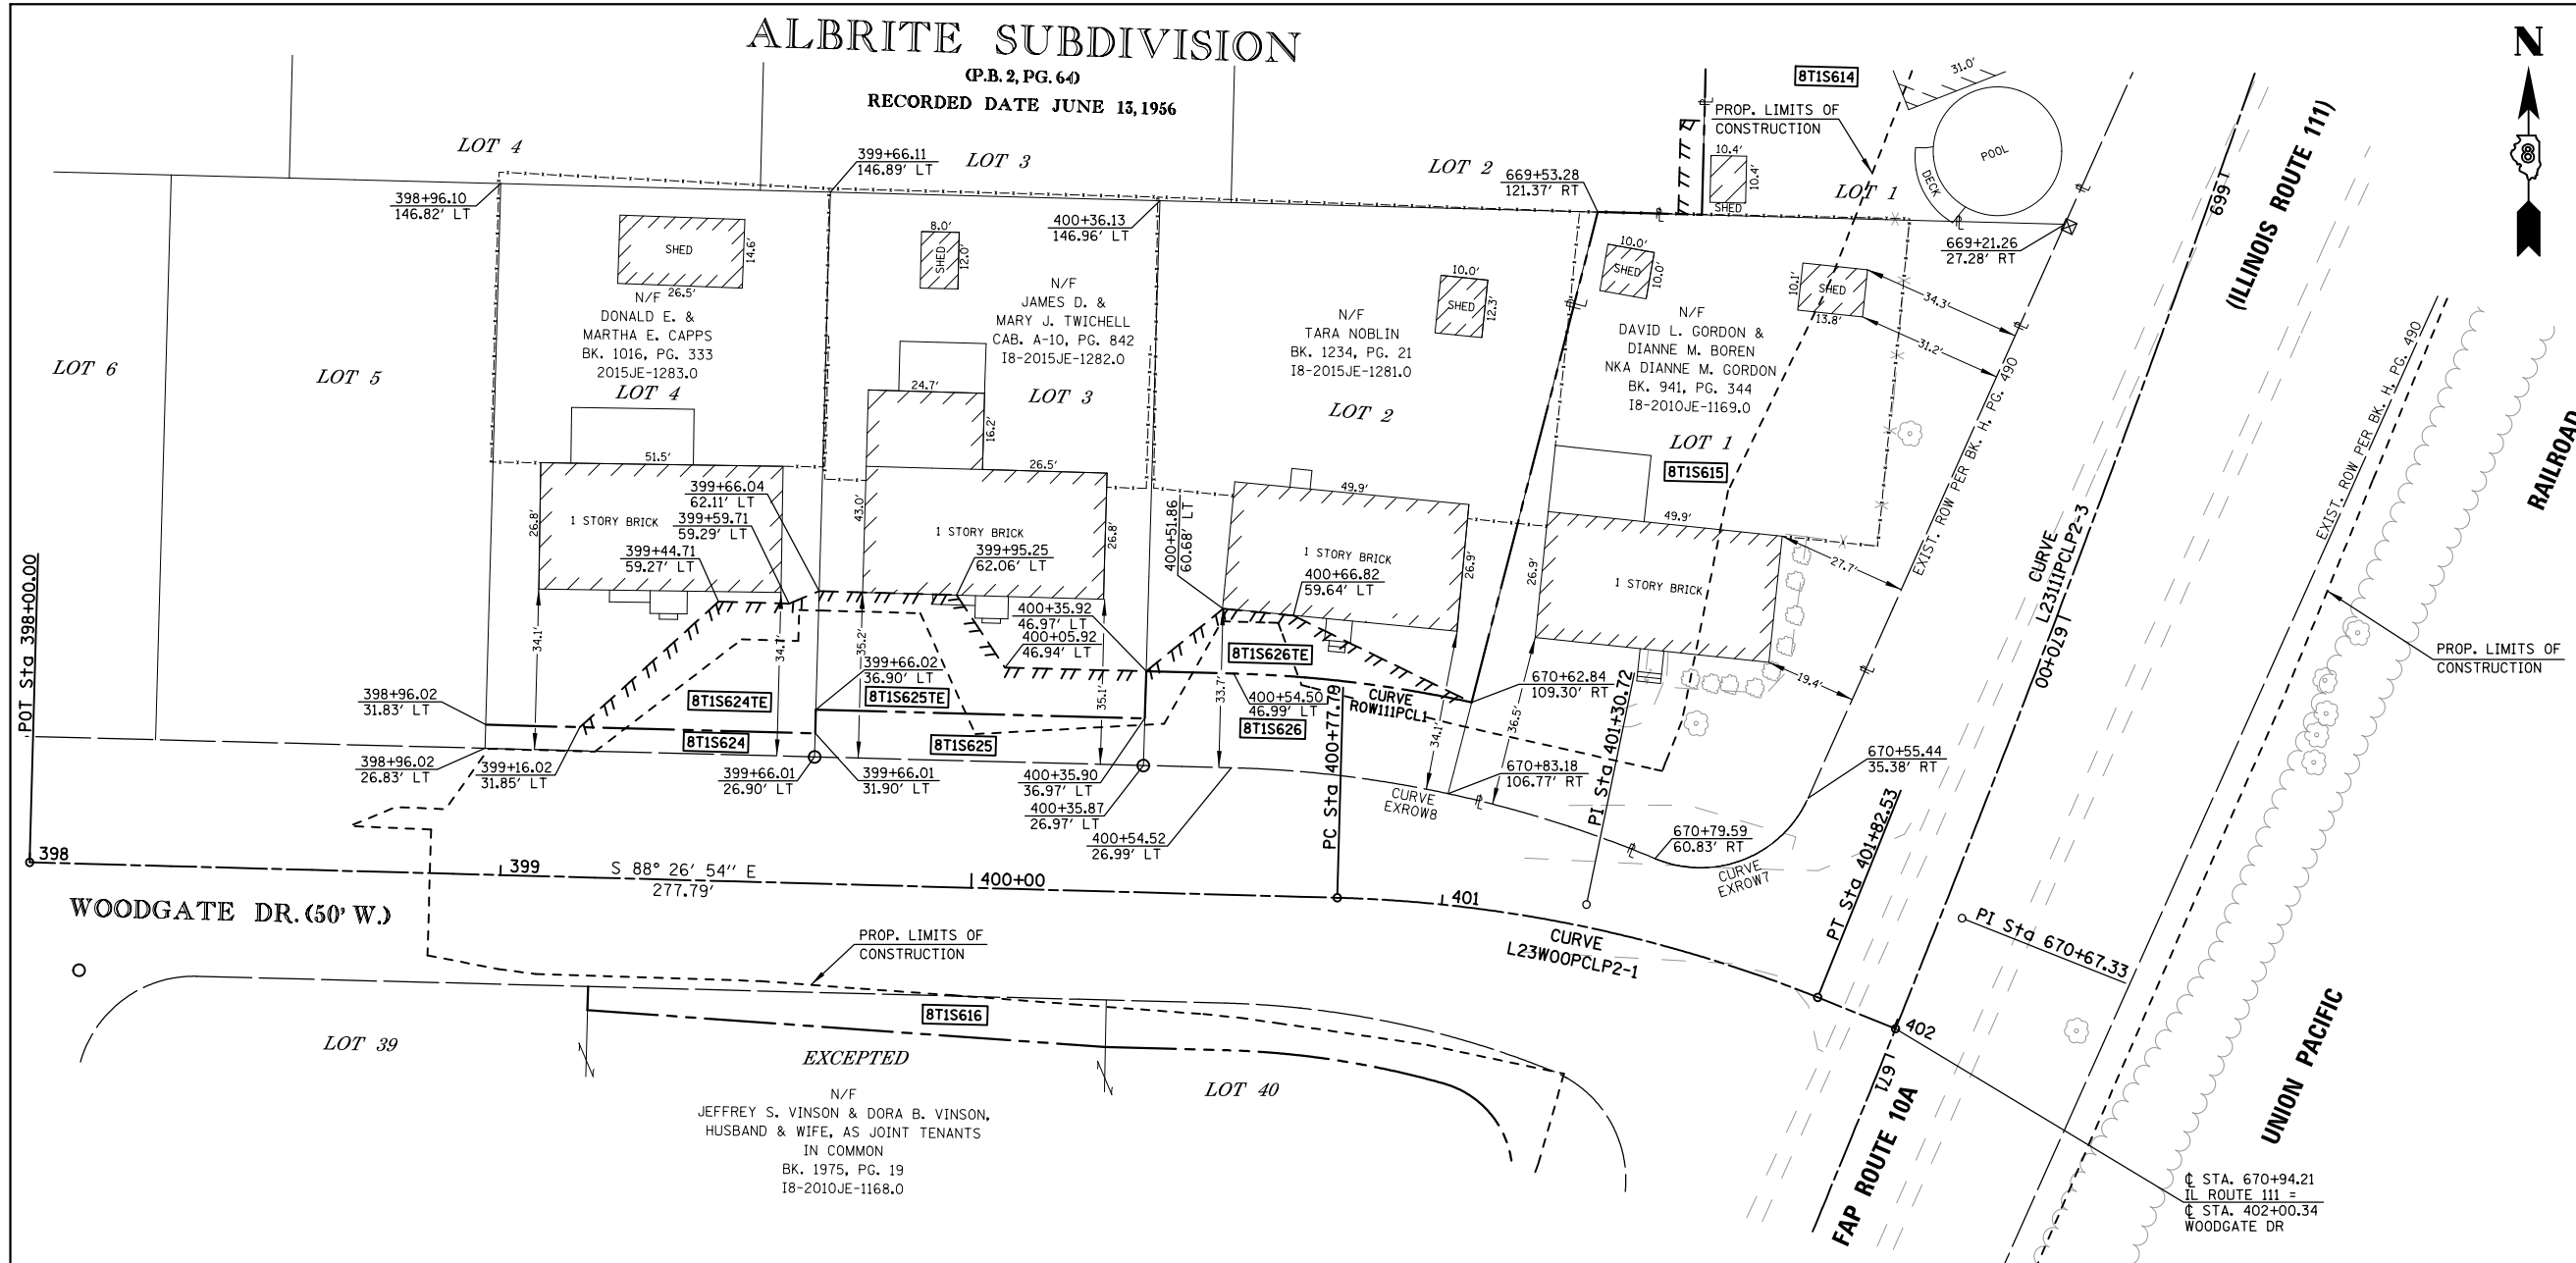 ALBRITE SUBDIVISION
(P.B. 2, PG. 64)
RECORDED DATE JUNE 13, 1956
N
8
8T1S614
PROP. LIMITS OF
CONSTRUCTION
31.0'
POOL
DECK
LOT 4
LOT 3
LOT 2
LOT 1
399+66.11
146.89' LT
398+96.10
146.82' LT
400+36.13
146.96' LT
669+53.28
121.37' RT
10.4'
10.4'
SHED
669+21.26
27.28' RT
669
(ILLINOIS ROUTE 111)
SHED
14.6'
26.5'
8.0'
SHED
12.0'
10.0'
SHED
12.3'
10.0'
SHED
10.0'
10.1'
SHED
13.8'
34.3'
31.2'
LOT 6
LOT 5
N/F
DONALD E. &
MARTHA E. CAPPS
BK. 1016, PG. 333
2015JE-1283.0
LOT 4
N/F
JAMES D. &
MARY J. TWICHELL
CAB. A-10, PG. 842
I8-2015JE-1282.0
LOT 3
N/F
TARA NOBLIN
BK. 1234, PG. 21
I8-2015JE-1281.0
LOT 2
N/F
DAVID L. GORDON &
DIANNE M. BOREN
NKA DIANNE M. GORDON
BK. 941, PG. 344
I8-2010JE-1169.0
LOT 1
8T1S615
EXIST. ROW PER BK. H, PG. 490
EXIST. ROW PER BK. H, PG. 490
RAILROAD
CURVE
L23111PCLP2-3
670+00
PROP. LIMITS OF
CONSTRUCTION
51.5'
26.8'
1 STORY BRICK
34.1'
34.1'
24.7'
16.2'
26.5'
43.0'
1 STORY BRICK
26.8'
35.2'
35.1'
49.9'
1 STORY BRICK
26.9'
33.7'
34.1'
49.9'
26.9'
1 STORY BRICK
27.7'
19.4'
36.5'
399+66.04
62.11' LT
399+59.71
59.29' LT
399+44.71
59.27' LT
399+95.25
62.06' LT
400+35.92
46.97' LT
400+05.92
46.94' LT
400+51.86
60.68' LT
400+66.82
59.64' LT
POT Sta 398+00.00
398+96.02
31.83' LT
398+96.02
26.83' LT
399+16.02
31.85' LT
8T1S624TE
8T1S624
399+66.02
36.90' LT
8T1S625TE
8T1S625
399+66.01
26.90' LT
399+66.01
31.90' LT
400+35.90
36.97' LT
400+35.87
26.97' LT
400+54.52
26.99' LT
8T1S626TE
400+54.50
46.99' LT
8T1S626
CURVE
ROW111PCL1
670+62.84
109.30' RT
670+83.18
106.77' RT
CURVE
EXROW8
670+79.59
60.83' RT
670+55.44
35.38' RT
CURVE
EXROW7
PC Sta 400+77.79
PI Sta 401+30.72
PT Sta 401+82.53
PI Sta 670+67.33
398
399
S 88° 26' 54'' E
277.79'
400+00
401
402
671
WOODGATE DR. (50' W.)
CURVE
L23WOOPCLP2-1
PROP. LIMITS OF
CONSTRUCTION
8T1S616
LOT 39
EXCEPTED
LOT 40
N/F
JEFFREY S. VINSON & DORA B. VINSON,
HUSBAND & WIFE, AS JOINT TENANTS
IN COMMON
BK. 1975, PG. 19
I8-2010JE-1168.0
FAP ROUTE 10A
UNION PACIFIC
℄ STA. 670+94.21
IL ROUTE 111 =
℄ STA. 402+00.34
WOODGATE DR